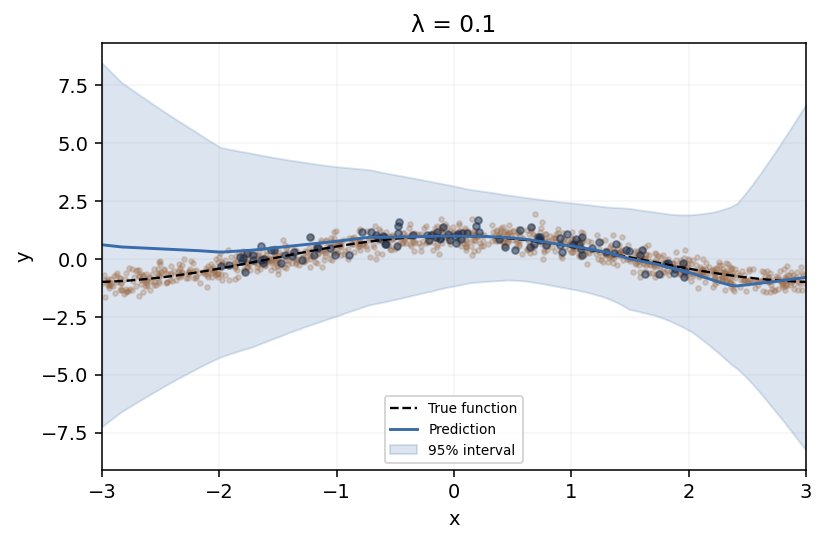 λ = 0.1
7.5
5.0
2.5
0.0
−2.5
−5.0
−7.5
y
True function
Prediction
95% interval
−3 −2 −1 0 1 2 3
x